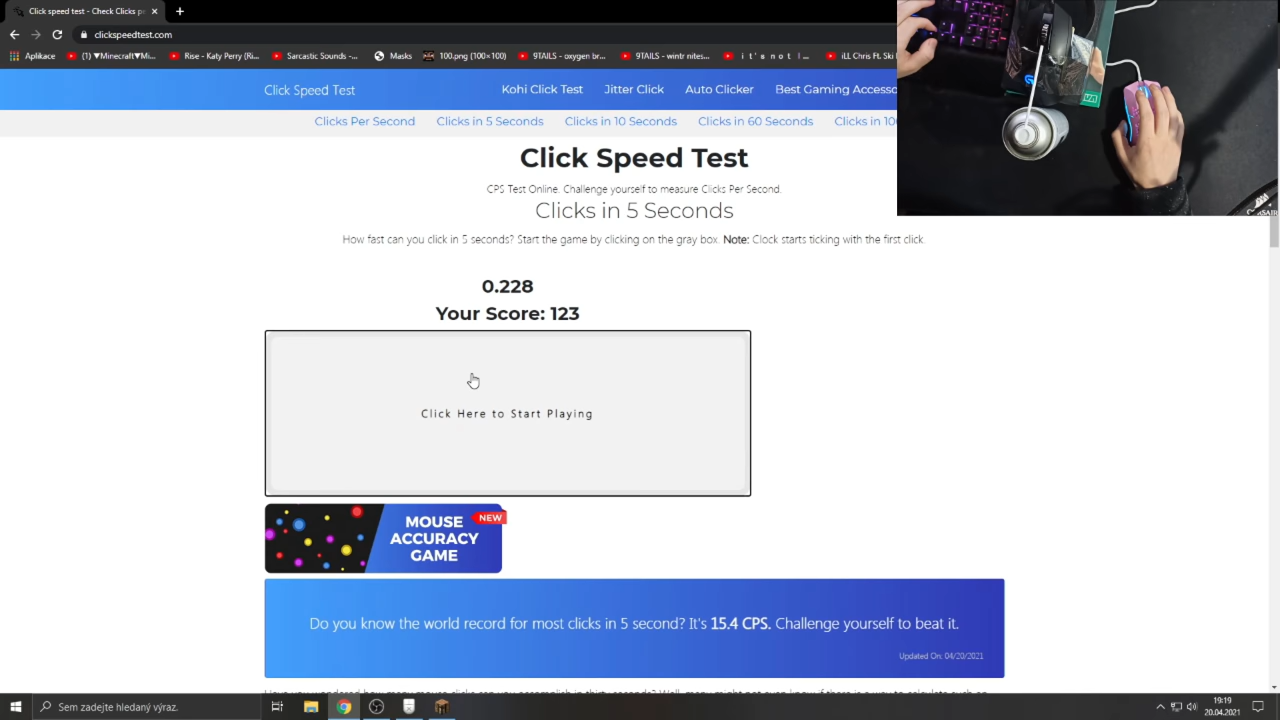 Click speed test - Check Clicks p
clickspeedtest.com
Aplikace
(1) ▼Minecraft▼Mi...
Rise - Katy Perry (Ri...
Sarcastic Sounds -...
Masks
100.png (100×100)
9TAILS - oxygen br...
9TAILS - wintr nites...
i t ' s n o t l...
iLL Chris Ft. Ski
Click Speed Test
Kohi Click Test
Jitter Click
Auto Clicker
Best Gaming Accesso
Clicks Per Second
Clicks in 5 Seconds
Clicks in 10 Seconds
Clicks in 60 Seconds
Clicks in 10
Click Speed Test
CPS Test Online. Challenge yourself to measure Clicks Per Second.
Clicks in 5 Seconds
How fast can you click in 5 seconds? Start the game by clicking on the gray box. Note: Clock starts ticking with the first click
0.228
Your Score: 123
Click Here to Start Playing
MOUSE
ACCURACY
GAME
NEW
Do you know the world record for most clicks in 5 second? It's 15.4 CPS. Challenge yourself to beat it.
Updated On: 04/20/2021
Sem zadejte hledaný výraz.
19:19
20.04.2021